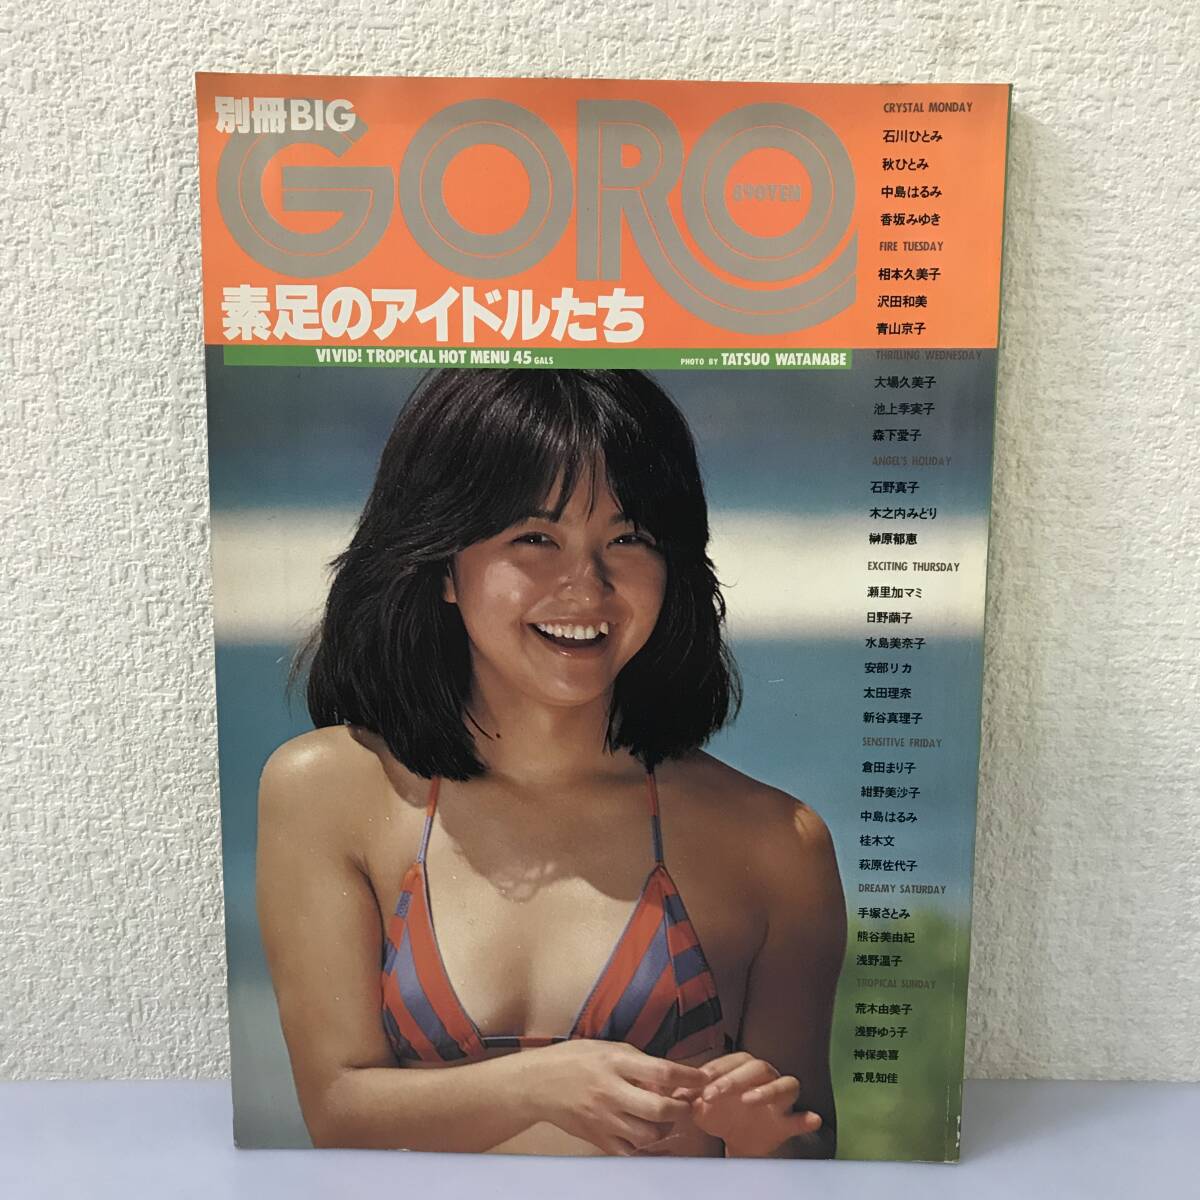 別冊BIG
GORO
890YEN
素足のアイドルたち
VIVID! TROPICAL HOT MENU 45 GALS
PHOTO BY TATSUO WATANABE
CRYSTAL MONDAY
石川ひとみ
秋ひとみ
中島はるみ
香坂みゆき
FIRE TUESDAY
相本久美子
沢田和美
青山京子
THRILLING WEDNESDAY
大場久美子
池上季実子
森下愛子
ANGEL'S HOLIDAY
石野真子
木之内みどり
榊原郁恵
EXCITING THURSDAY
瀬里加マミ
日野繭子
水島美奈子
安部リカ
太田理奈
新谷真理子
SENSITIVE FRIDAY
倉田まり子
紺野美沙子
中島はるみ
桂木文
萩原佐代子
DREAMY SATURDAY
手塚さとみ
熊谷美由紀
浅野温子
TROPICAL SUNDAY
荒木由美子
浅野ゆう子
神保美喜
高見知佳